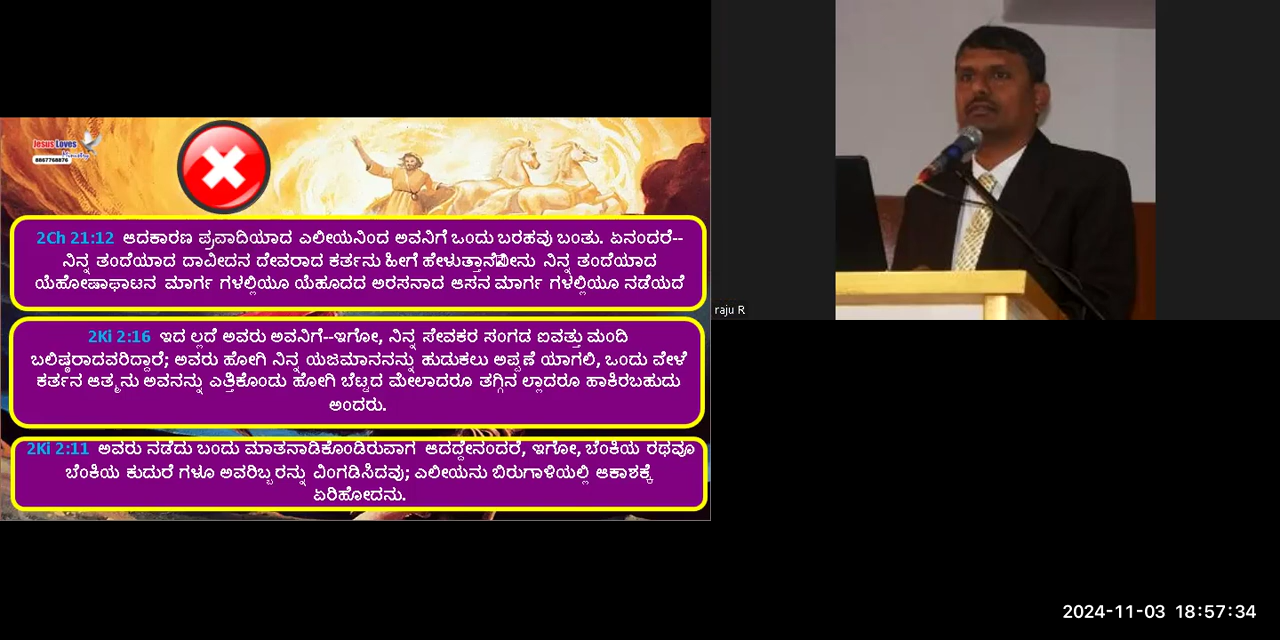 Jesus Loves
Ministry
8867768876
2Ch 21:12 ಆದಕಾರಣ ಪ್ರವಾದಿಯಾದ ಎಲೀಯನಿಂದ ಅವನಿಗೆ ಒಂದು ಬರಹವು ಬಂತು. ಏನಂದರೆ--
ನಿನ್ನ ತಂದೆಯಾದ ದಾವೀದನ ದೇವರಾದ ಕರ್ತನು ಹೀಗೆ ಹೇಳುತ್ತಾನೆ ನಿನ್ನ ತಂದೆಯಾದ
ಯೆಹೋಷಾಫಾಟನ ಮಾರ್ಗ ಗಳಲ್ಲಿಯೂ ಯೆಹೂದದ ಅರಸನಾದ ಆಸನ ಮಾರ್ಗ ಗಳಲ್ಲಿಯೂ ನಡೆಯದೆ
2Ki 2:16 ಇದ ಲ್ಲದೆ ಅವರು ಅವನಿಗೆ--ಇಗೋ, ನಿನ್ನ ಸೇವಕರ ಸಂಗಡ ಐವತ್ತು ಮಂದಿ
ಬಲಿಷ್ಠರಾದವರಿದ್ದಾರೆ; ಅವರು ಹೋಗಿ ನಿನ್ನ ಯಜಮಾನನನ್ನು ಹುಡುಕಲು ಅಪ್ಪಣೆ ಯಾಗಲಿ, ಒಂದು ವೇಳೆ
ಕರ್ತನ ಆತ್ಮನು ಅವನನ್ನು ಎತ್ತಿಕೊಂಡು ಹೋಗಿ ಬೆಟ್ಟದ ಮೇಲಾದರೂ ತಗ್ಗಿನ ಲ್ಲಾದರೂ ಹಾಕಿರಬಹುದು
ಅಂದರು.
2Ki 2:11 ಅವರು ನಡೆದು ಬಂದು ಮಾತನಾಡಿಕೊಂಡಿರುವಾಗ ಆದದ್ದೇನಂದರೆ, ಇಗೋ, ಬೆಂಕಿಯ ರಥವೂ
ಬೆಂಕಿಯ ಕುದುರೆ ಗಳೂ ಅವರಿಬ್ಬರನ್ನು ವಿಂಗಡಿಸಿದವು; ಎಲೀಯನು ಬಿರುಗಾಳಿಯಲ್ಲಿ ಆಕಾಶಕ್ಕೆ
ಏರಿಹೋದನು.
raju R
2024-11-03 18:57:34